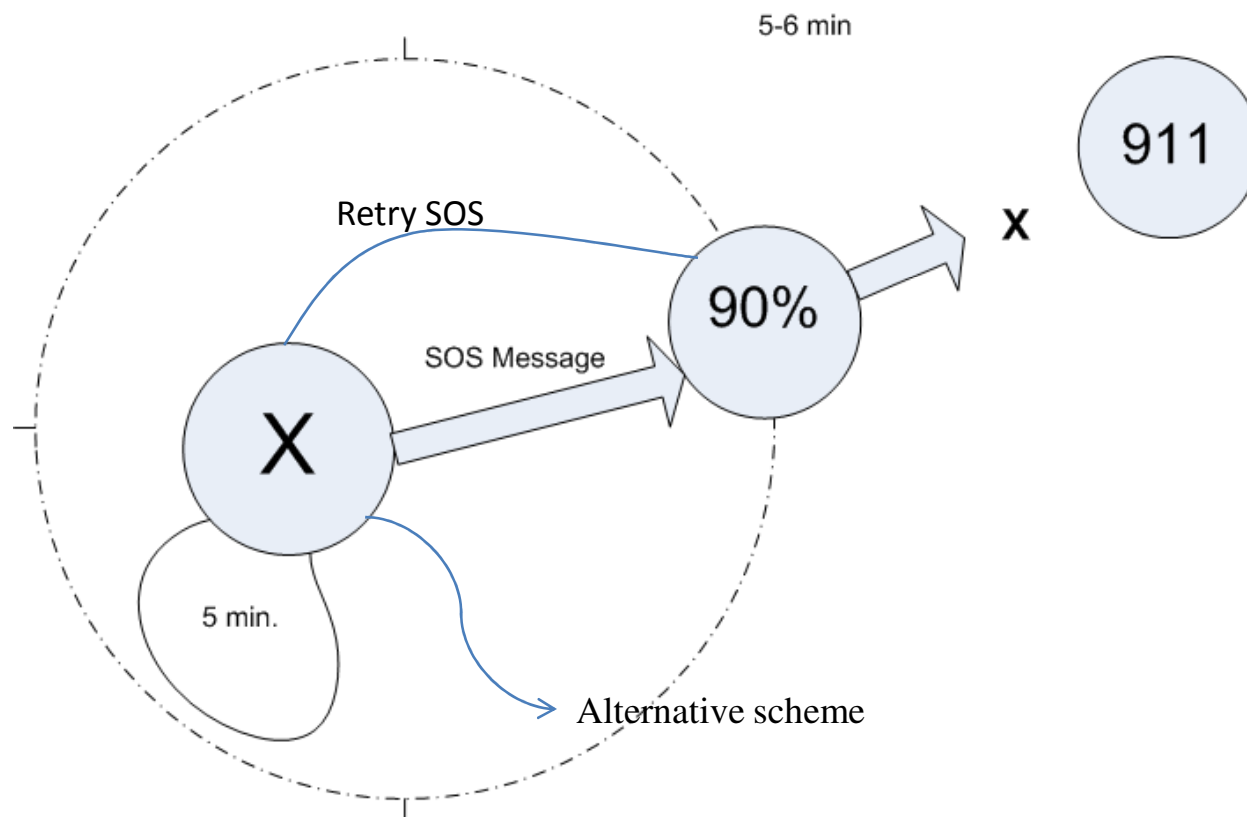 5-6 min
911
Retry SOS
X
90%
SOS Message
X
5 min.
Alternative scheme